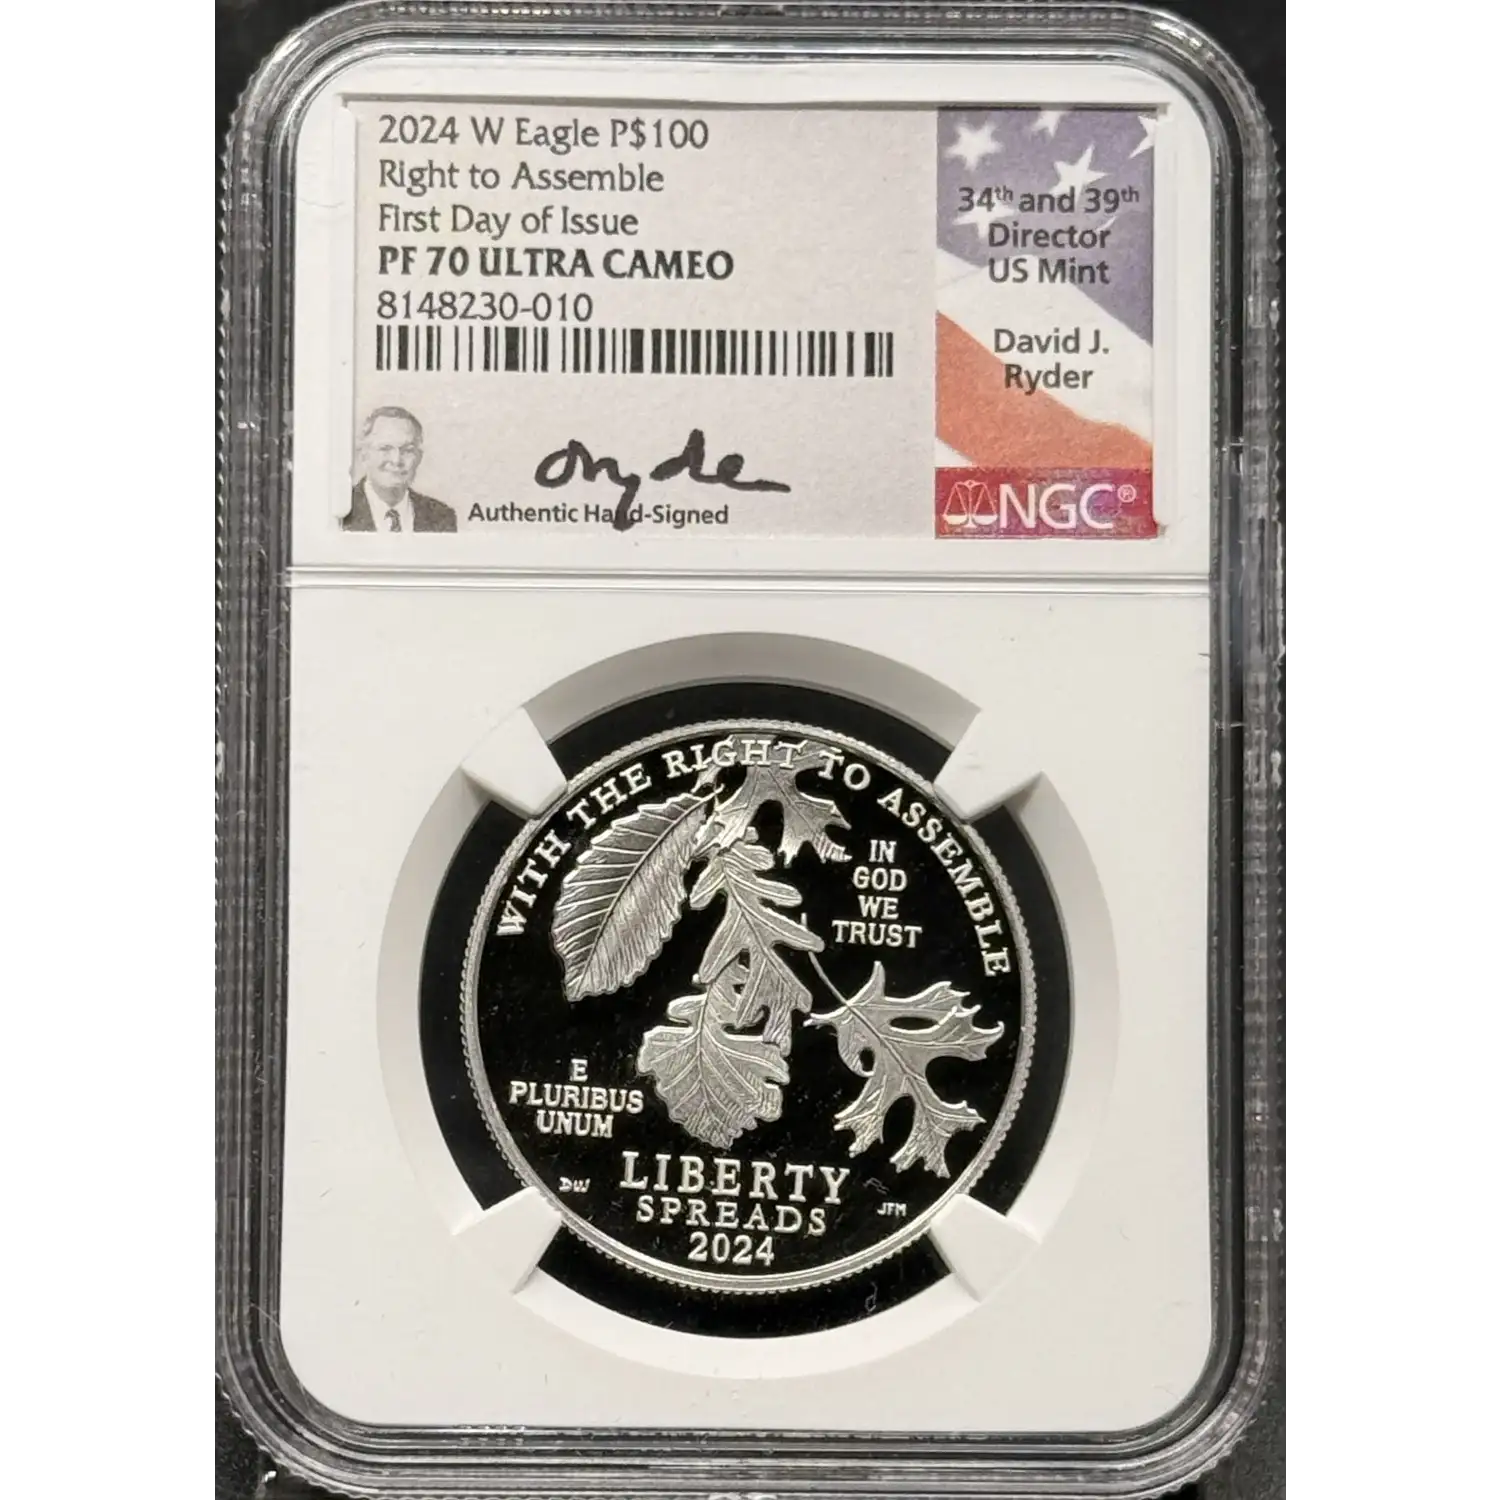 2024 W Eagle P$100
Right to Assemble
First Day of Issue
PF 70 ULTRA CAMEO
8148230-010
Ryder
Authentic Hand-Signed
34th and 39th
Director
US Mint
David J.
Ryder
NGC®
WITH THE RIGHT TO ASSEMBLE
IN
GOD
WE
TRUST
E
PLURIBUS
UNUM
DW
JFM
LIBERTY
SPREADS
2024